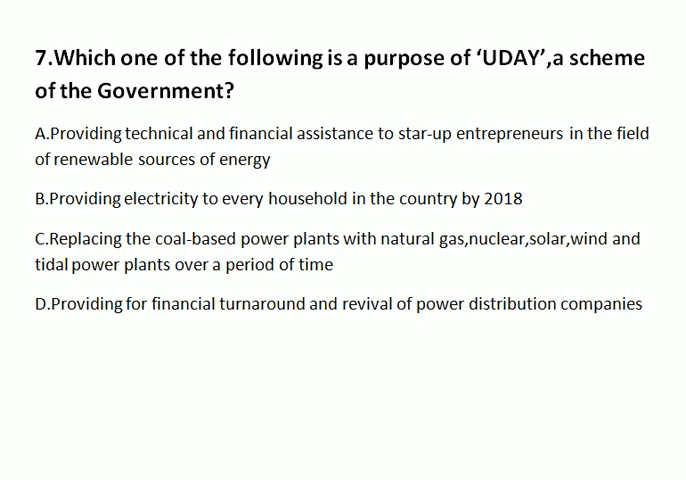 7.Which one of the following is a purpose of ‘UDAY’,a scheme
of the Government?
A.Providing technical and financial assistance to star-up entrepreneurs in the field
of renewable sources of energy
B.Providing electricity to every household in the country by 2018
C.Replacing the coal-based power plants with natural gas,nuclear,solar,wind and
tidal power plants over a period of time
D.Providing for financial turnaround and revival of power distribution companies